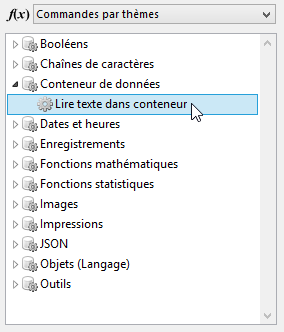 f(x) Commandes par thèmes
Booléens
Chaînes de caractères
Conteneur de données
Lire texte dans conteneur
Dates et heures
Enregistrements
Fonctions mathématiques
Fonctions statistiques
Images
Impressions
JSON
Objets (Langage)
Outils